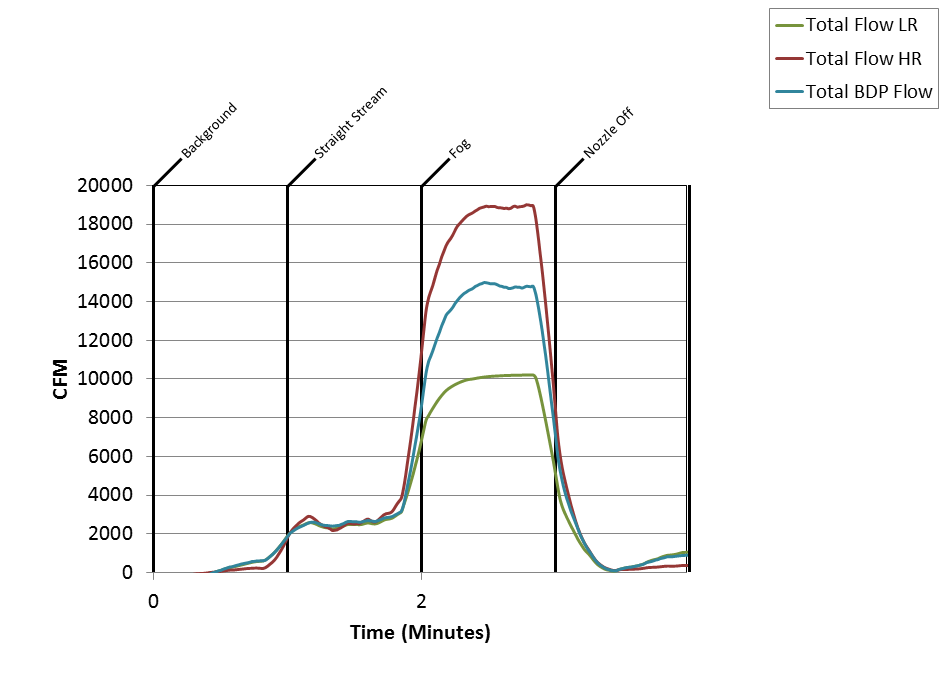 Total Flow LR
Total Flow HR
Total BDP Flow
Background
Straight Stream
Fog
Nozzle Off
20000
18000
16000
14000
12000
10000
8000
6000
4000
2000
0
CFM
0 2
Time (Minutes)